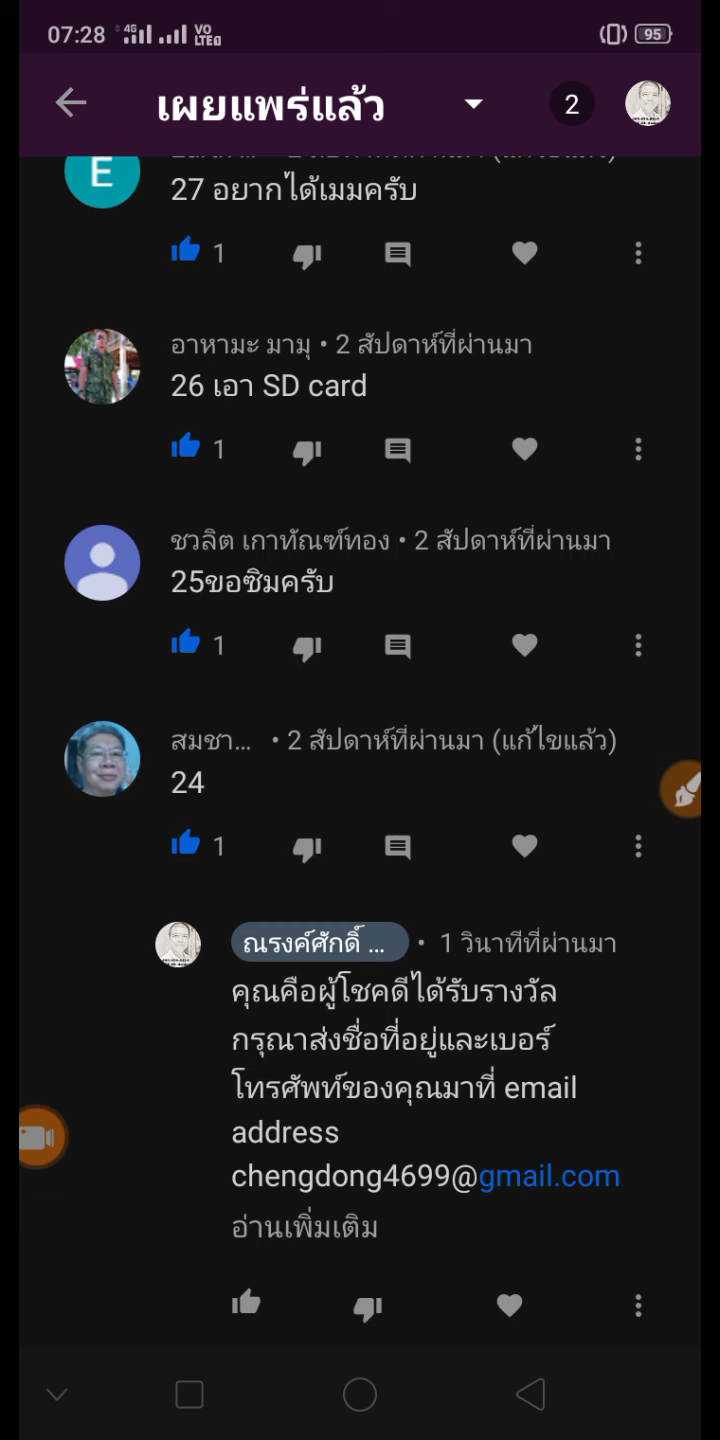 07:28 4G VO LTE 95
เผยแพร่แล้ว 2
E
27 อยากได้เมมครับ
1
อาหามะ มามุ • 2 สัปดาห์ที่ผ่านมา
26 เอา SD card
1
ชวลิต เกาทัณฑ์ทอง • 2 สัปดาห์ที่ผ่านมา
25ขอซิมครับ
1
สมชา... • 2 สัปดาห์ที่ผ่านมา (แก้ไขแล้ว)
24
1
ณรงค์ศักดิ์ ... • 1 วินาทีที่ผ่านมา
คุณคือผู้โชคดีได้รับรางวัล
กรุณาส่งชื่อที่อยู่และเบอร์
โทรศัพท์ของคุณมาที่ email
address
chengdong4699@gmail.com
อ่านเพิ่มเติม